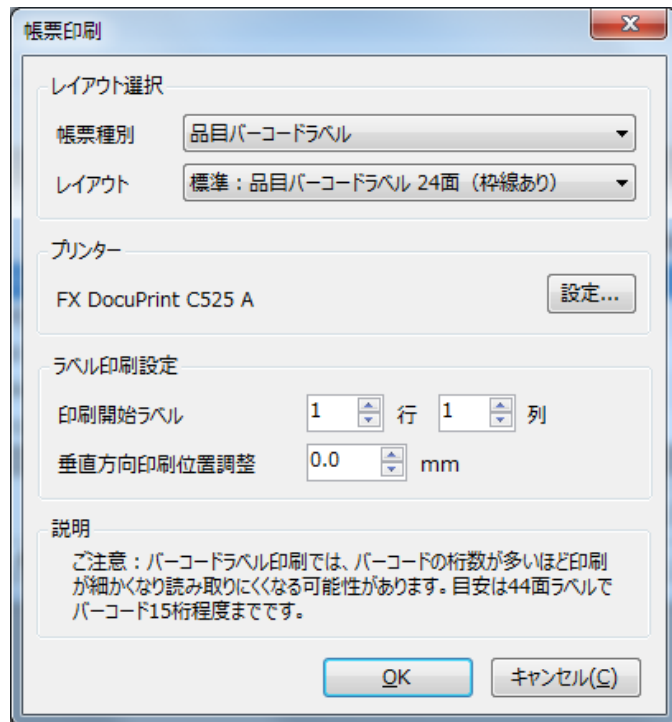 帳票印刷
レイアウト選択
帳票種別 品目バーコードラベル
レイアウト 標準：品目バーコードラベル 24面（枠線あり）
プリンター
FX DocuPrint C525 A 設定...
ラベル印刷設定
印刷開始ラベル 1 行 1 列
垂直方向印刷位置調整 0.0 mm
説明
ご注意：バーコードラベル印刷では、バーコードの桁数が多いほど印刷
が細かくなり読み取りにくくなる可能性があります。目安は44面ラベルで
バーコード15桁程度までです。
OK キャンセル(C)